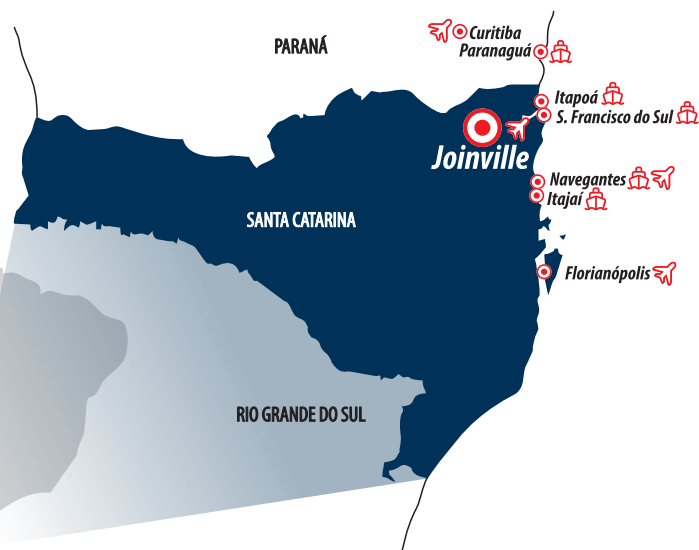 PARANÁ
Curitiba
Paranaguá
Itapoá
S. Francisco do Sul
Joinville
Navegantes
Itajaí
SANTA CATARINA
Florianópolis
RIO GRANDE DO SUL